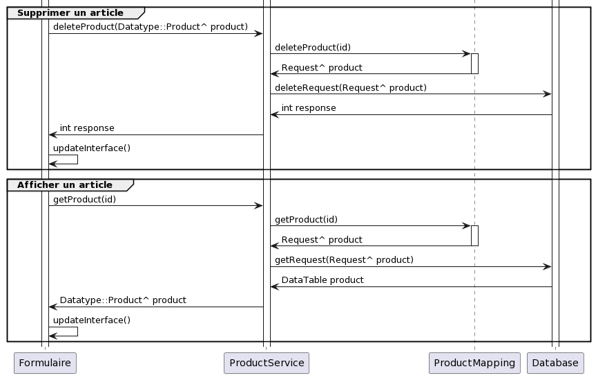 Supprimer un article
deleteProduct(Datatype::Product^ product)
deleteProduct(id)
Request^ product
deleteRequest(Request^ product)
int response
int response
updateInterface()
Afficher un article
getProduct(id)
getProduct(id)
Request^ product
getRequest(Request^ product)
DataTable product
Datatype::Product^ product
updateInterface()
Formulaire ProductService ProductMapping Database